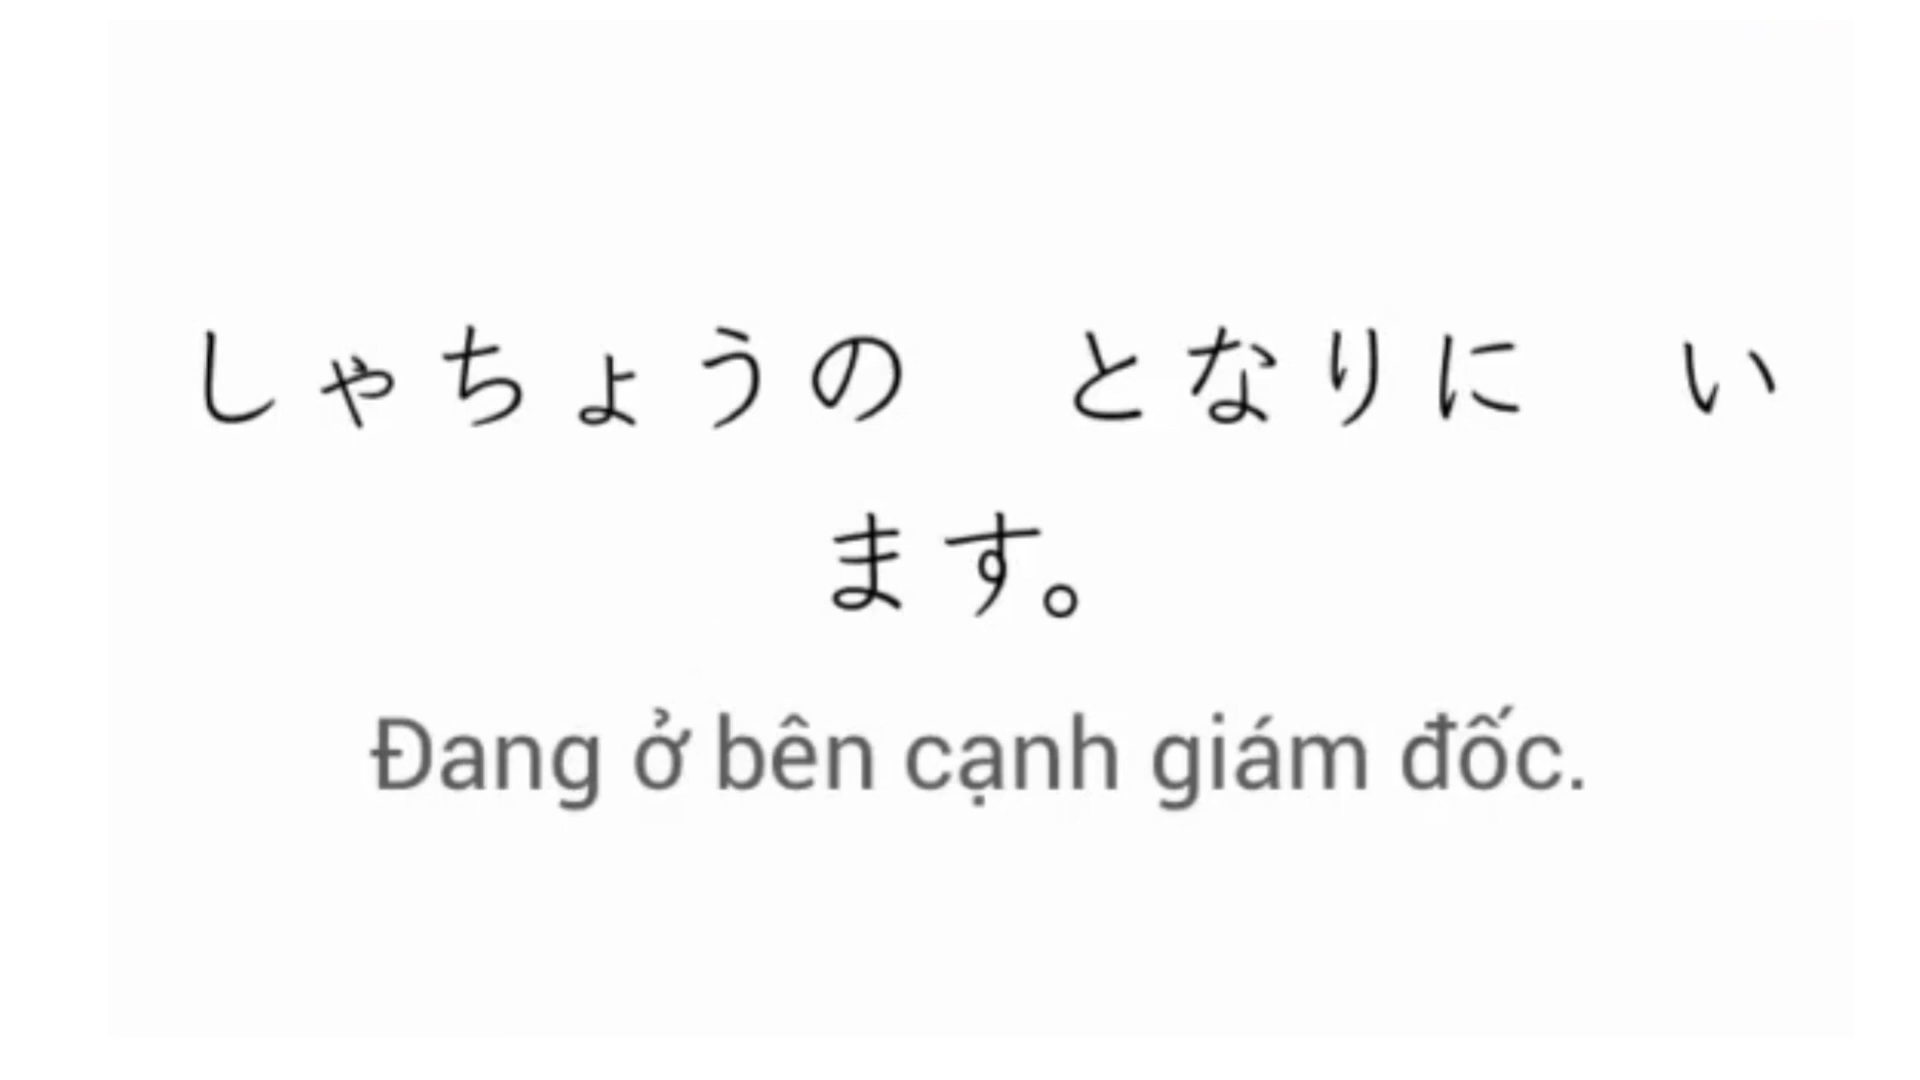 しゃちょうの　となりに　い
ます。
Đang ở bên cạnh giám đốc.